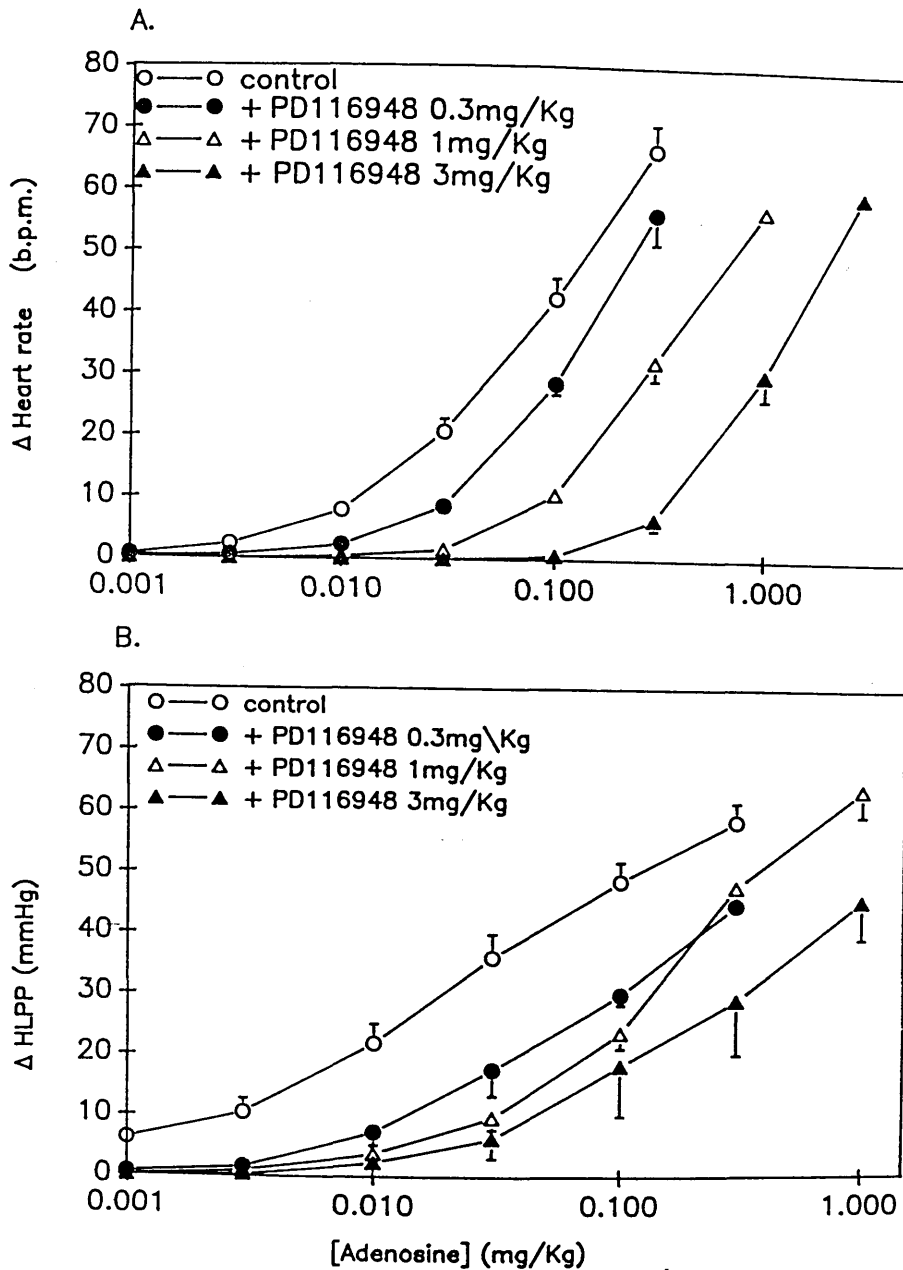 A.
80
70
60
50
40
30
20
10
0
Δ Heart rate (b.p.m.)
control
+ PD116948 0.3mg/Kg
+ PD116948 1mg/Kg
+ PD116948 3mg/Kg
0.001
0.010
0.100
1.000
B.
80
70
60
50
40
30
20
10
0
Δ HLPP (mmHg)
control
+ PD116948 0.3mg\Kg
+ PD116948 1mg/Kg
+ PD116948 3mg/Kg
0.001
0.010
0.100
1.000
[Adenosine] (mg/Kg)